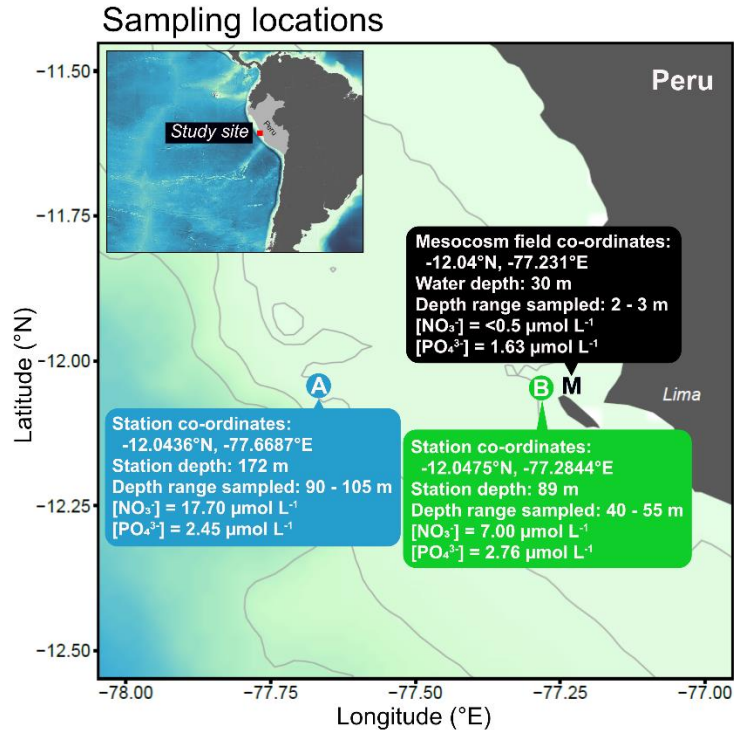 Sampling locations
Peru
Peru
Study site
Mesocosm field co-ordinates:
-12.04°N, -77.231°E
Water depth: 30 m
Depth range sampled: 2 - 3 m
[NO₃⁻] = <0.5 µmol L⁻¹
[PO₄³⁻] = 1.63 µmol L⁻¹
A
B
M
Lima
Station co-ordinates:
-12.0436°N, -77.6687°E
Station depth: 172 m
Depth range sampled: 90 - 105 m
[NO₃⁻] = 17.70 µmol L⁻¹
[PO₄³⁻] = 2.45 µmol L⁻¹
Station co-ordinates:
-12.0475°N, -77.2844°E
Station depth: 89 m
Depth range sampled: 40 - 55 m
[NO₃⁻] = 7.00 µmol L⁻¹
[PO₄³⁻] = 2.76 µmol L⁻¹
Latitude (°N)
−11.50
−11.75
−12.00
−12.25
−12.50
−78.00
−77.75
−77.50
−77.25
−77.00
Longitude (°E)